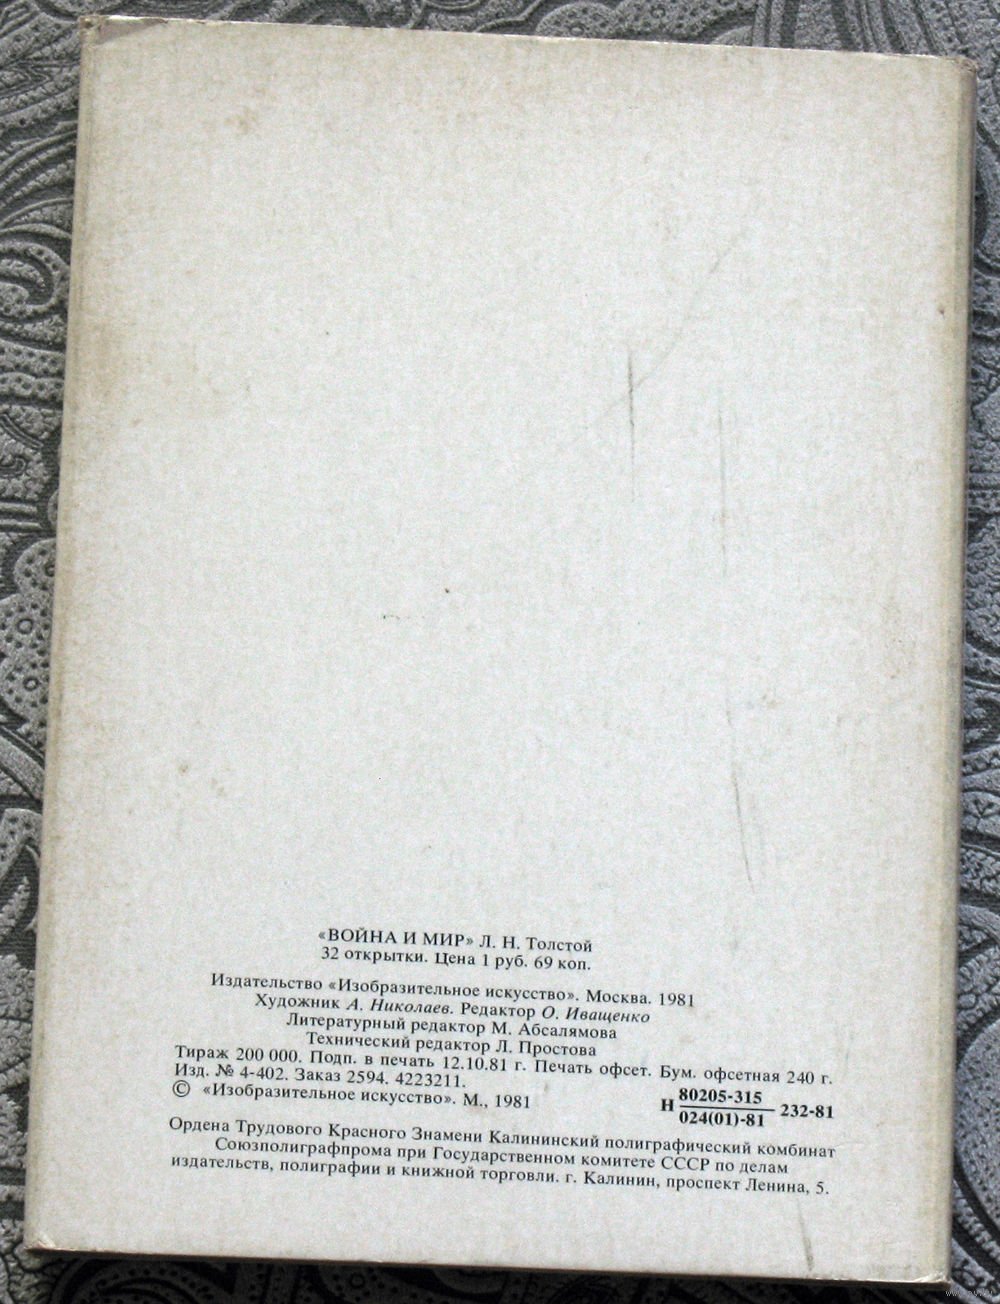 «ВОЙНА И МИР» Л. Н. Толстой
32 открытки. Цена 1 руб. 69 коп.
Издательство «Изобразительное искусство». Москва. 1981
Художник А. Николаев. Редактор О. Иващенко
Литературный редактор М. Абсалямова
Технический редактор Л. Простова
Тираж 200 000. Подп. в печать 12.10.81 г. Печать офсет. Бум. офсетная 240 г.
Изд. № 4-402. Заказ 2594. 4223211.
© «Изобразительное искусство». М., 1981
Н 80205-315 232-81
024(01)-81
Ордена Трудового Красного Знамени Калининский полиграфический комбинат
Союзполиграфпрома при Государственном комитете СССР по делам
издательств, полиграфии и книжной торговли. г. Калинин, проспект Ленина, 5.